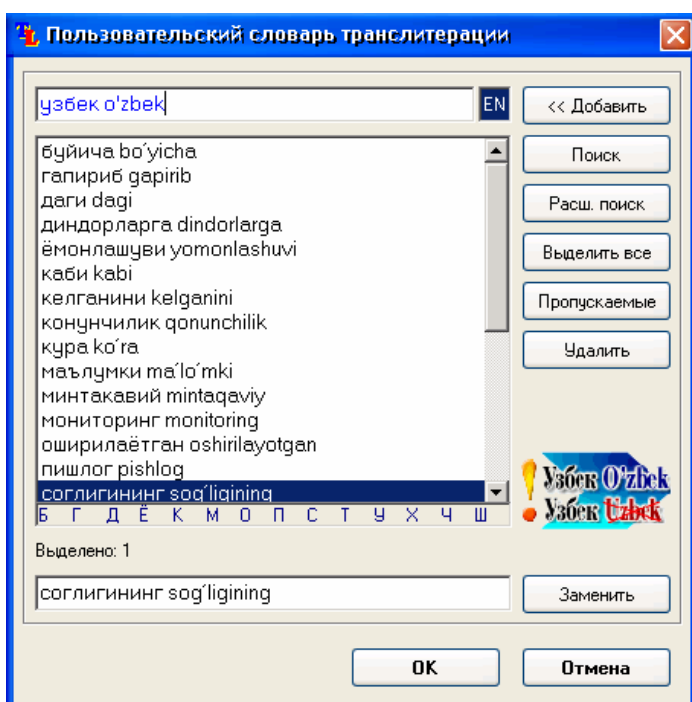 Пользовательский словарь транслитерации
узбек o'zbek EN << Добавить
буйича bo´yicha
гапириб gapirib
даги dagi
диндорларга dindorlarga
ёмонлашуви yomonlashuvi
каби kabi
келганини kelganini
конунчилик qonunchilik
кура ko´ra
маълумки ma´lo´mki
минтакавий mintaqaviy
мониторинг monitoring
оширилаётган oshirilayotgan
пишлог pishlog
соглигининг sog´ligining
Б Г Д Ё К М О П С Т У Х Ч Ш
Поиск
Расш. поиск
Выделить все
Пропускаемые
Удалить
Узбек O'zbek
Узбек Uzbek
Выделено: 1
соглигининг sog´ligining Заменить
OK Отмена